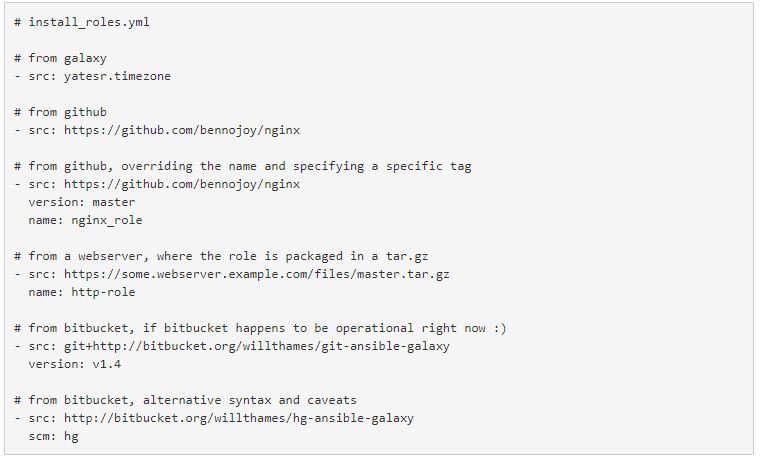 # install_roles.yml

# from galaxy
- src: yatesr.timezone

# from github
- src: https://github.com/bennojoy/nginx

# from github, overriding the name and specifying a specific tag
- src: https://github.com/bennojoy/nginx
  version: master
  name: nginx_role

# from a webserver, where the role is packaged in a tar.gz
- src: https://some.webserver.example.com/files/master.tar.gz
  name: http-role

# from bitbucket, if bitbucket happens to be operational right now :)
- src: git+http://bitbucket.org/willthames/git-ansible-galaxy
  version: v1.4

# from bitbucket, alternative syntax and caveats
- src: http://bitbucket.org/willthames/hg-ansible-galaxy
  scm: hg